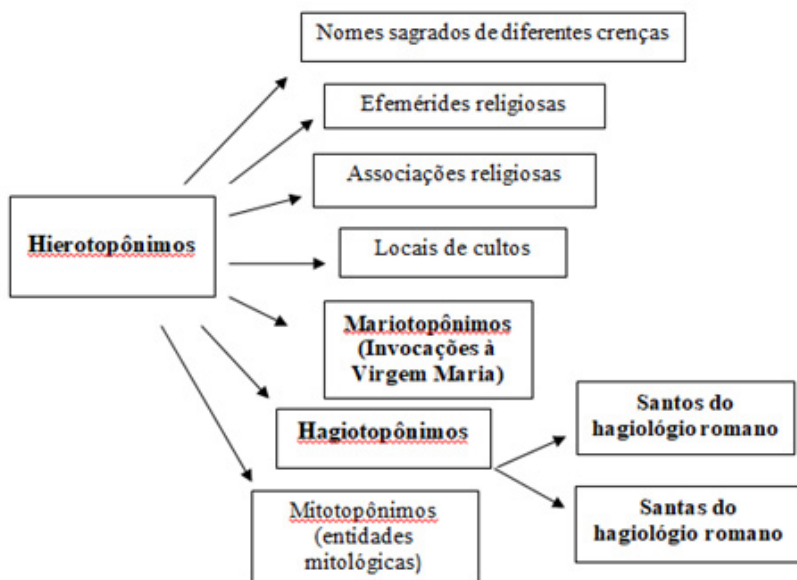 Nomes sagrados de diferentes crenças
Efemérides religiosas
Associações religiosas
Hierotopônimos
Locais de cultos
Mariotopônimos
(Invocações à
Virgem Maria)
Hagiotopônimos
Santos do
hagiológio romano
Santas do
hagiológio romano
Mitotopônimos
(entidades
mitológicas)